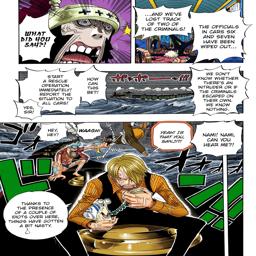 WHAT
DID YOU
SAY?!
...AND WE'VE
LOST
TRACK OF
TWO OF
THE
CRIMINALS!
THE
OFFICIALS
IN CARS SIX
AND SEVEN
HAVE BEEN
WIPED OUT...
START
A RESCUE
OPERATION
IMMEDIATELY!
REPORT THE
SITUATION TO
ALL CARS!
YES,
SIR!
HOW
CAN
THIS
BE?!
WE DON'T
KNOW
WHETHER
THERE'S AN
INTRUDER OR IF
THE CRIMINALS
ESCAPED ON
THEIR OWN.
WE KNOW
NOTHING.
HEY,
HEY!
WAAGH!
YEAH! IS
THAT YOU,
SANJI?!
NAMI! NAMI,
CAN YOU
HEAR ME?!
THANKS TO
THE PRESENCE
OF A COUPLE OF
IDIOTS OVER HERE,
THINGS HAVE
GOTTEN A BIT NASTY.